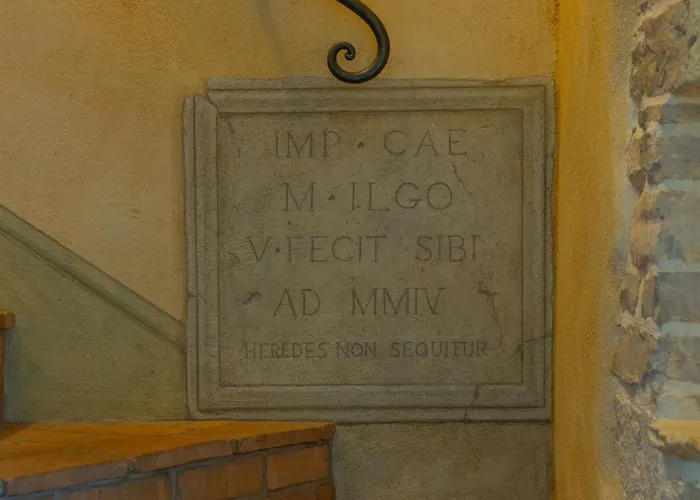 IMP · CAE
M · ILGO
V · FECIT SIBI
AD MMIV
HEREDES NON SEQUITUR